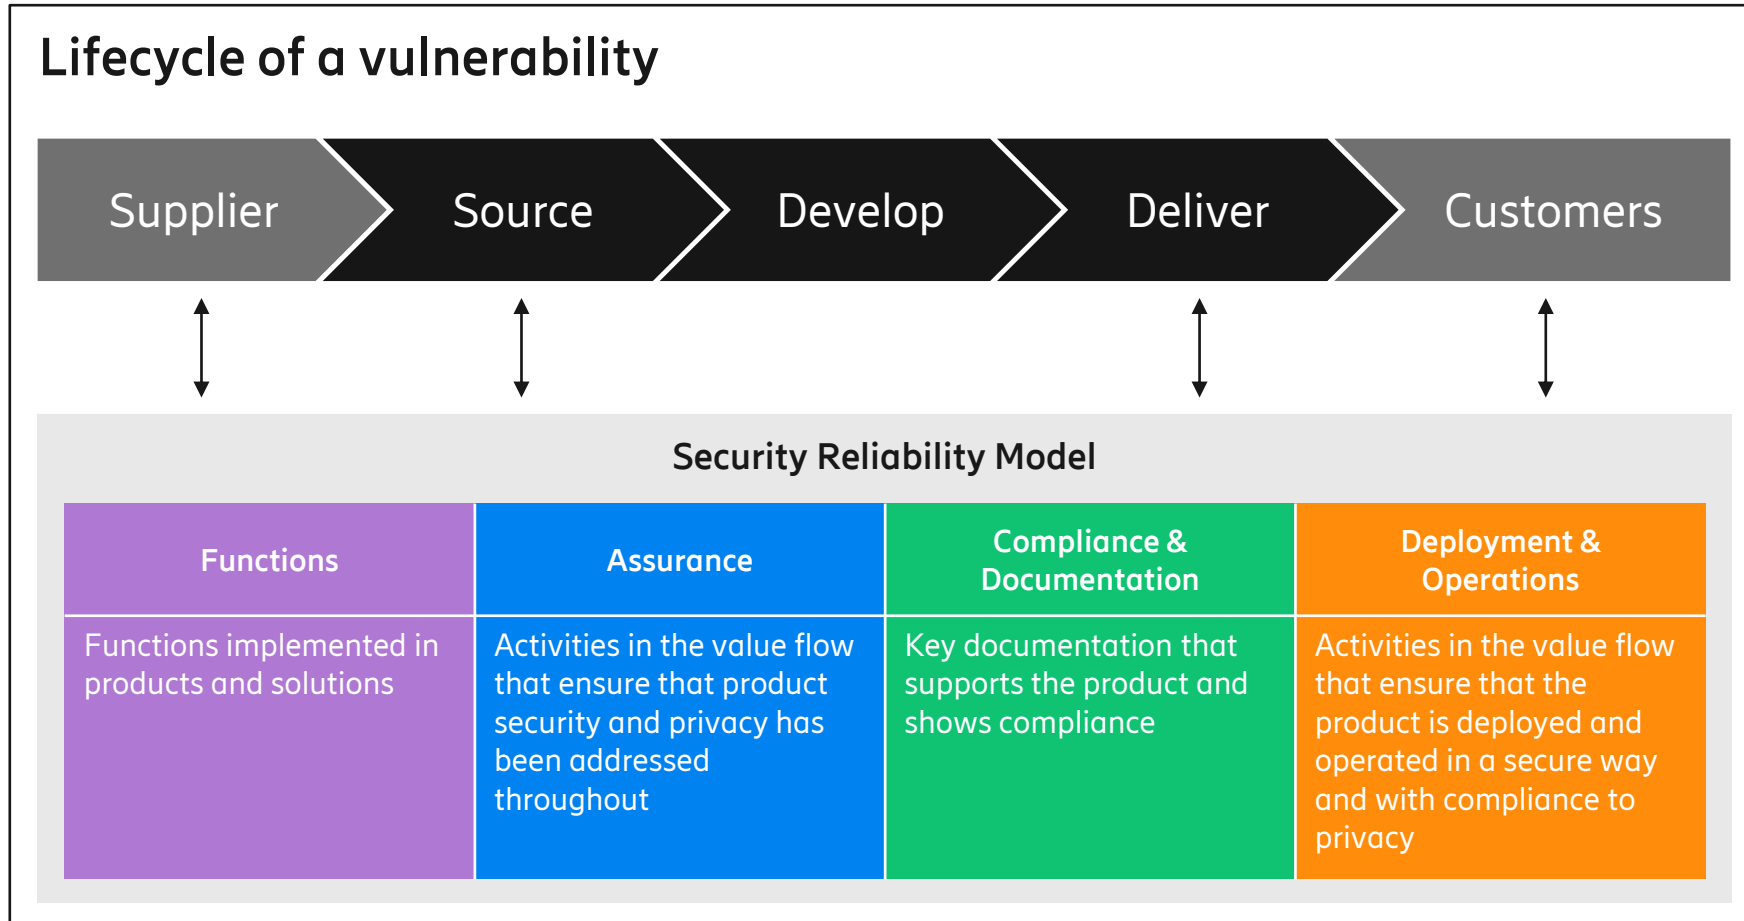 Lifecycle of a vulnerability
Supplier
Source
Develop
Deliver
Customers
Security Reliability Model
Functions
Assurance
Compliance &
Documentation
Deployment &
Operations
Functions implemented in
products and solutions
Activities in the value flow
that ensure that product
security and privacy has
been addressed
throughout
Key documentation that
supports the product and
shows compliance
Activities in the value flow
that ensure that the
product is deployed and
operated in a secure way
and with compliance to
privacy